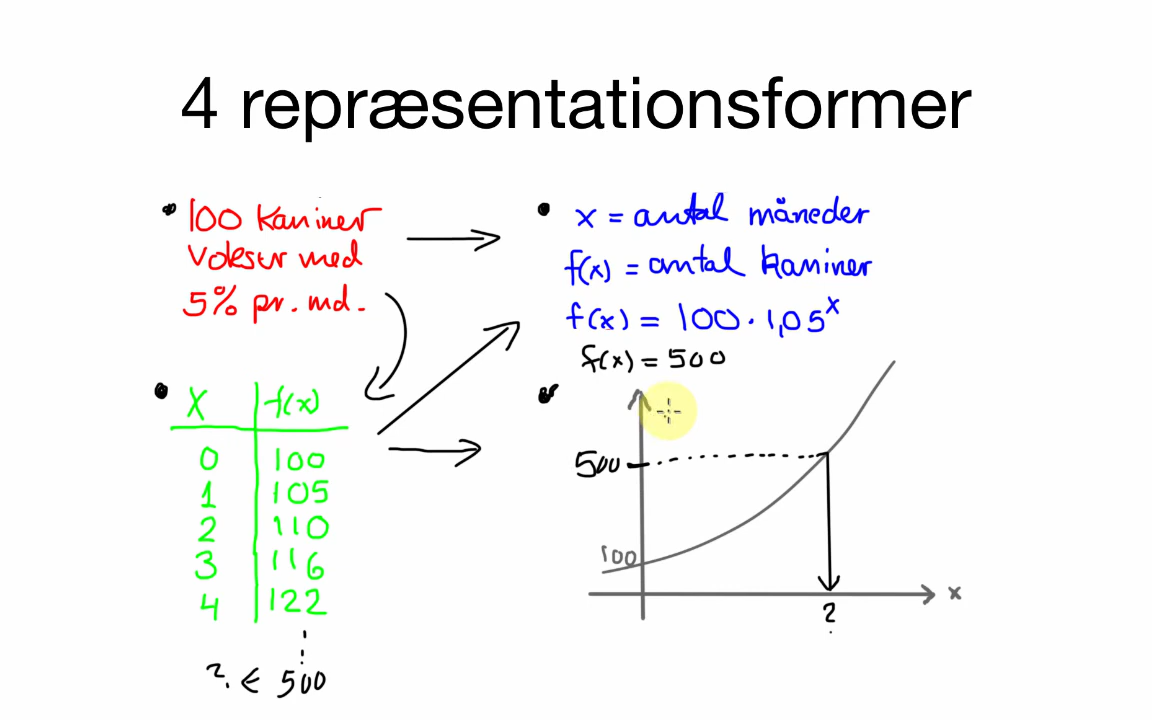 4 repræsentationsformer
100 kaniner
vokser med
5% pr. md.
x = antal måneder
f(x) = antal kaniner
f(x) = 100 · 1,05^x
f(x) = 500
x f(x)
0 100
1 105
2 110
3 116
4 122
? ← 500
500
100
x
?